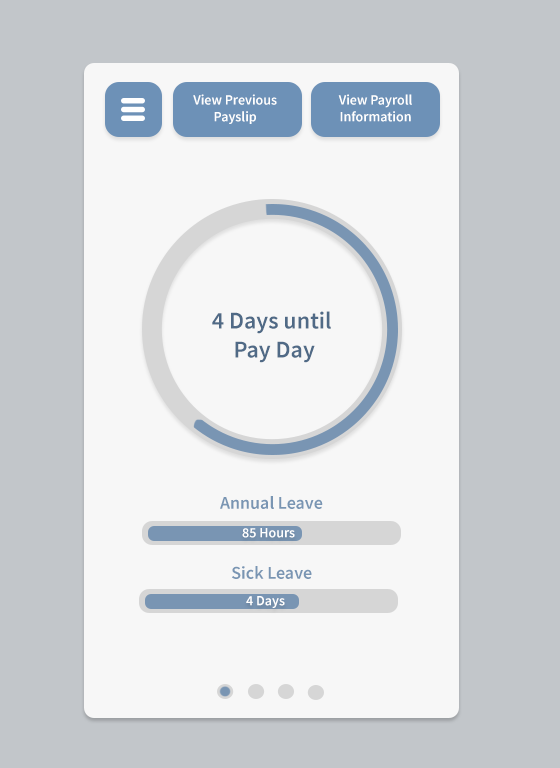 View Previous
Payslip
View Payroll
Information
4 Days until
Pay Day
Annual Leave
85 Hours
Sick Leave
4 Days